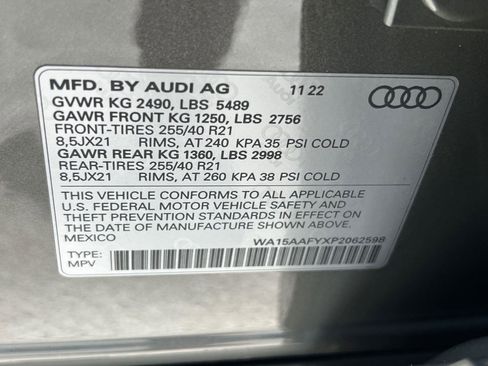 MFD. BY AUDI AG 11 22
GVWR KG 2490, LBS 5489
GAWR FRONT KG 1250, LBS 2756
FRONT-TIRES 255/40 R21
8,5JX21 RIMS, AT 240 KPA 35 PSI COLD
GAWR REAR KG 1360, LBS 2998
REAR-TIRES 255/40 R21
8,5JX21 RIMS, AT 260 KPA 38 PSI COLD
THIS VEHICLE CONFORMS TO ALL APPLICABLE
U.S. FEDERAL MOTOR VEHICLE SAFETY AND
THEFT PREVENTION STANDARDS IN EFFECT ON
THE DATE OF MANUFACTURE SHOWN ABOVE.
MEXICO
WA15AAFYXP2062598
TYPE:
MPV